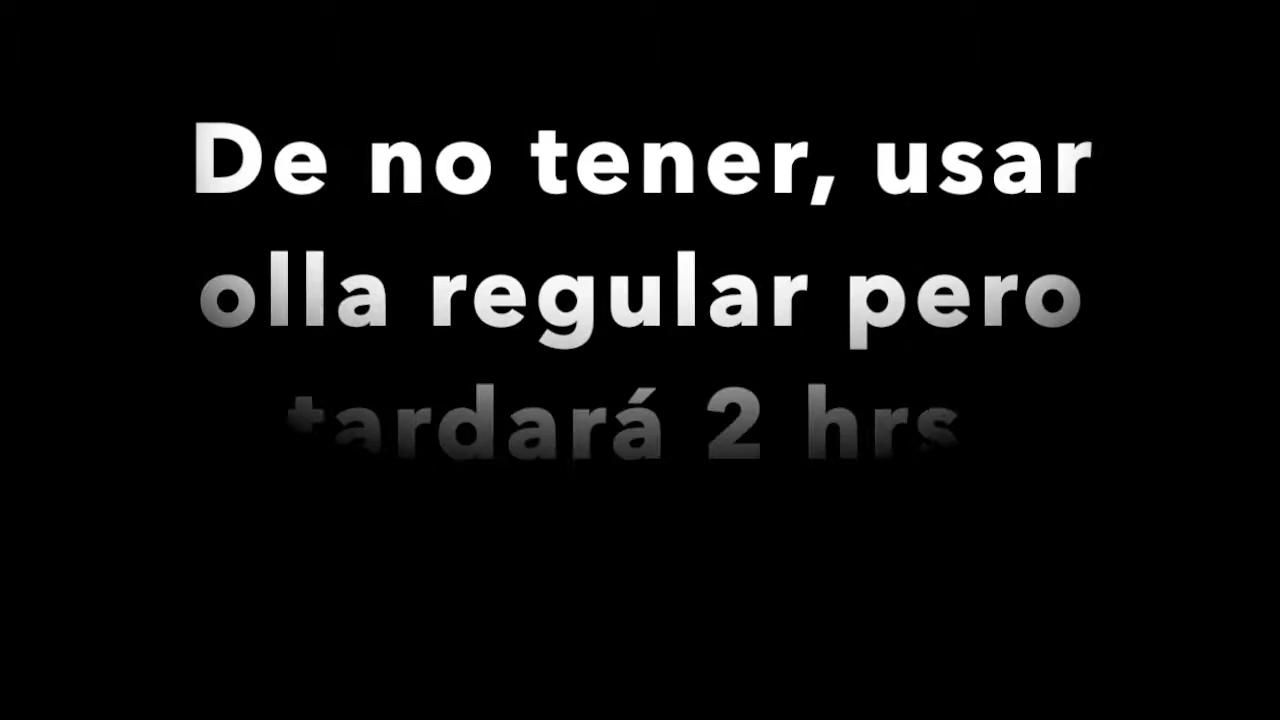 De no tener, usar
olla regular pero
tardará 2 hrs